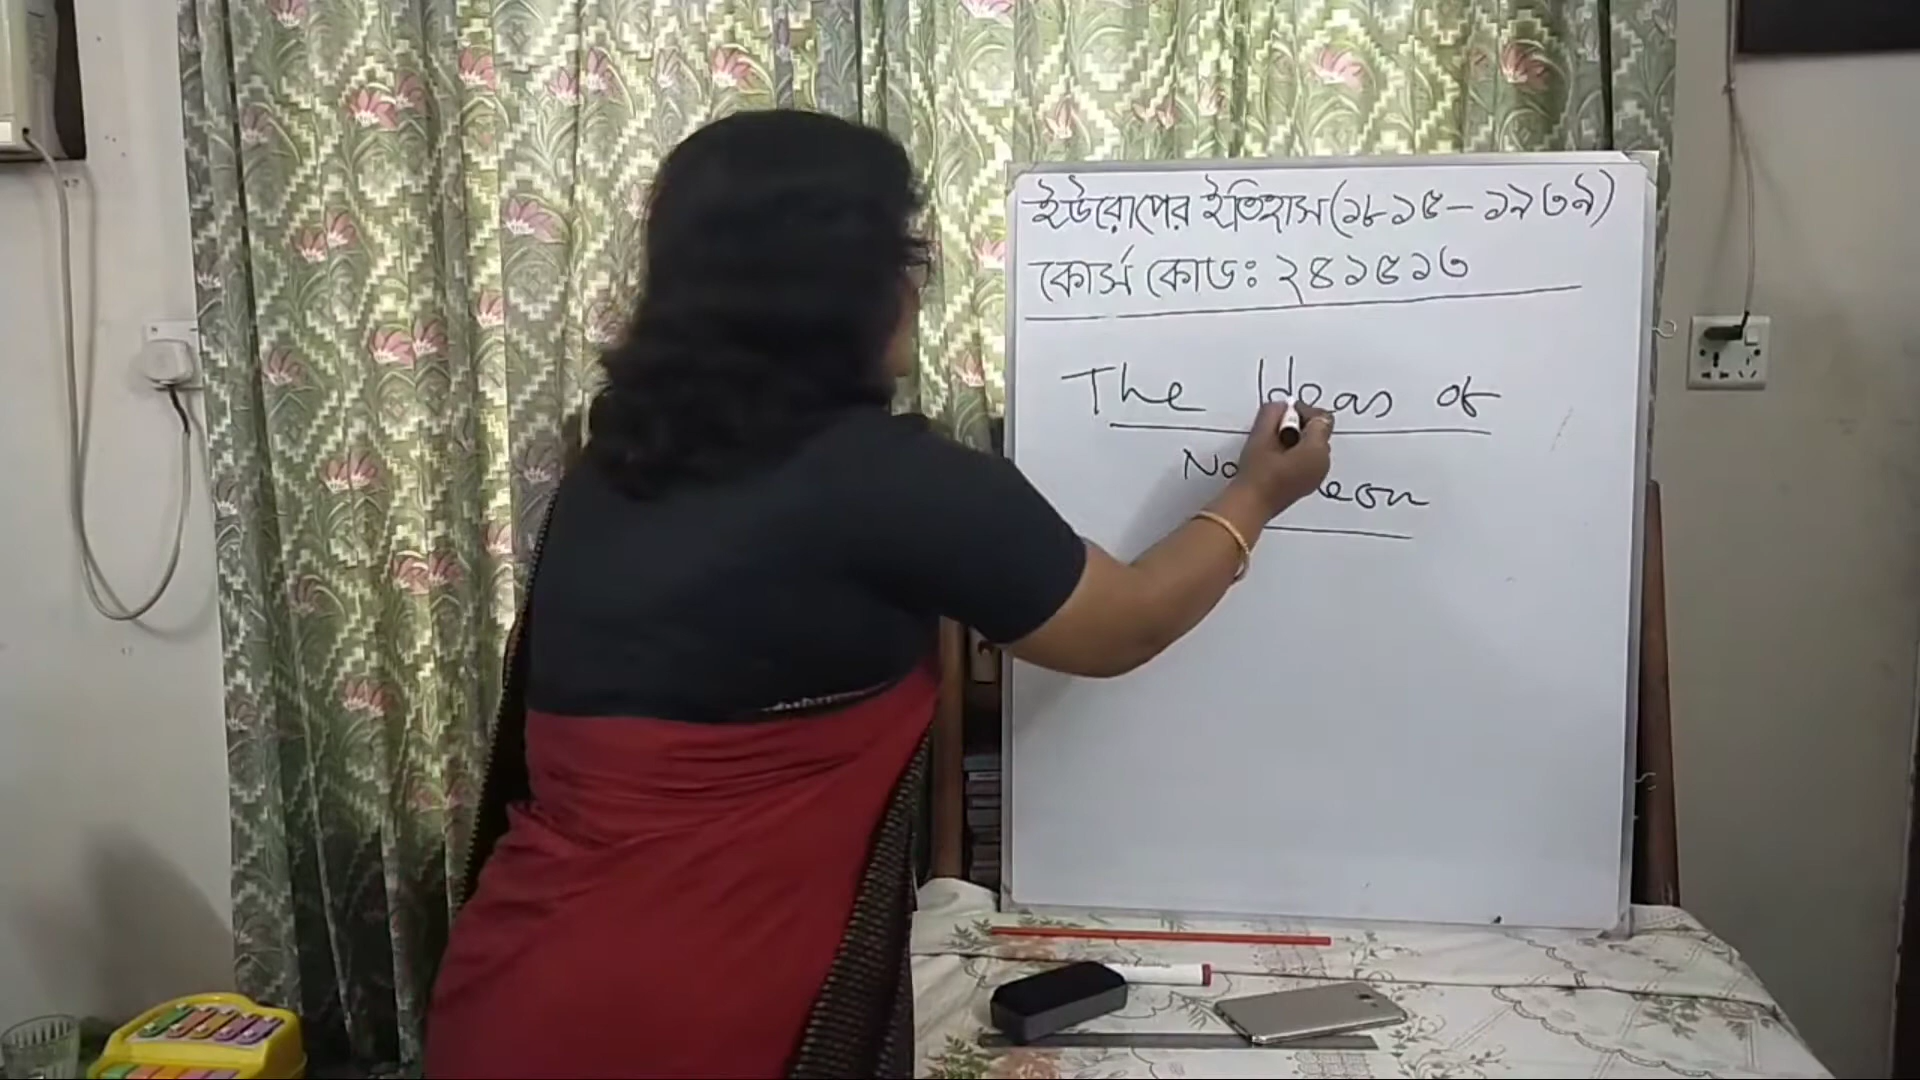 ইউরোপের ইতিহাস (১৮১৫-১৯৩৯)
কোর্স কোডঃ ২৪১৫১৩
The Ideas of